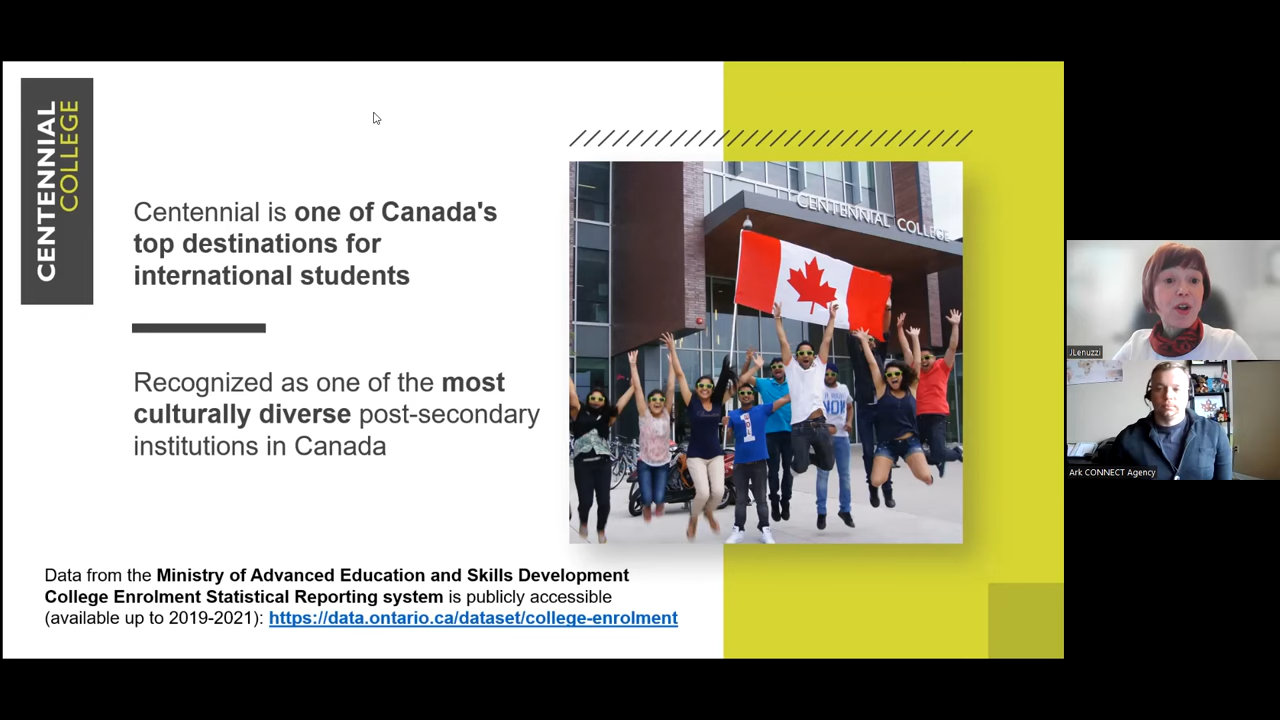 CENTENNIAL
COLLEGE
Centennial is one of Canada's
top destinations for
international students
Recognized as one of the most
culturally diverse post-secondary
institutions in Canada
CENTENNIAL COLLEGE
Data from the Ministry of Advanced Education and Skills Development
College Enrolment Statistical Reporting system is publicly accessible
(available up to 2019-2021): https://data.ontario.ca/dataset/college-enrolment
JLenuzzi
Ark CONNECT Agency